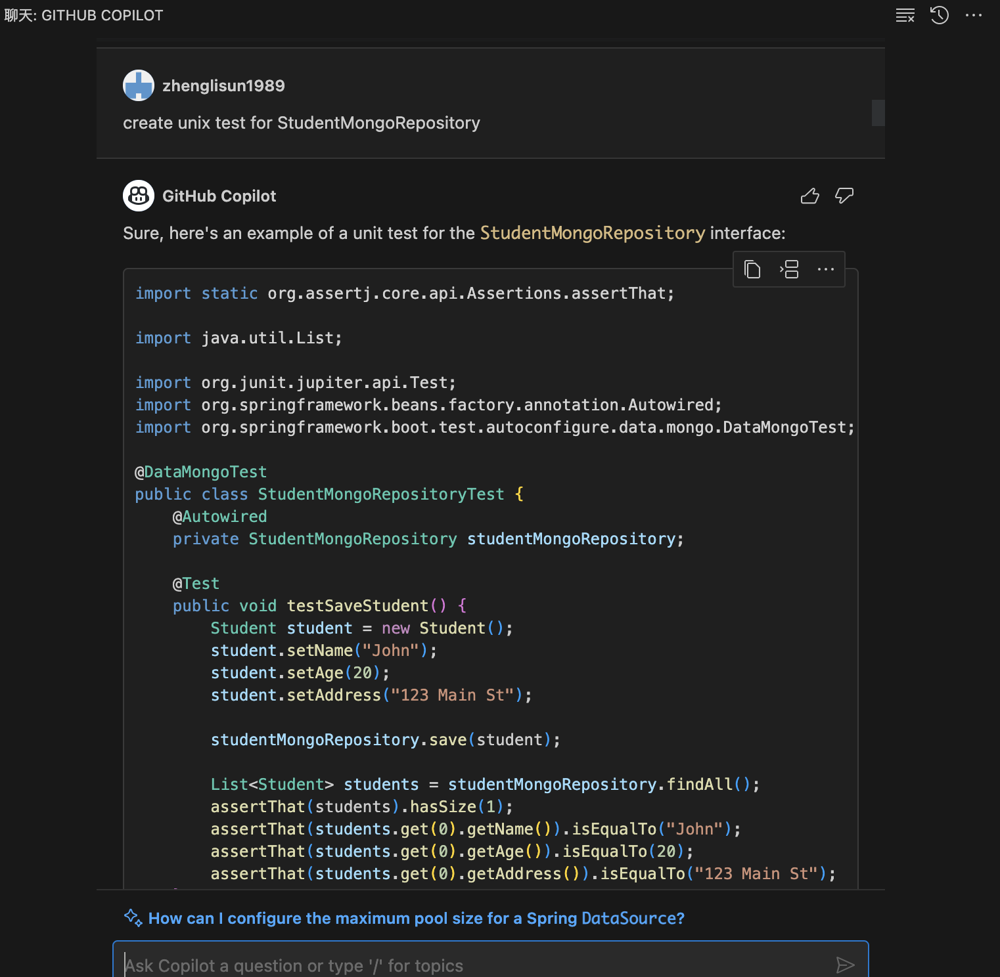 聊天: GITHUB COPILOT
zhenglisun1989
create unix test for StudentMongoRepository
GitHub Copilot
Sure, here's an example of a unit test for the StudentMongoRepository interface:
import static org.assertj.core.api.Assertions.assertThat;
import java.util.List;
import org.junit.jupiter.api.Test;
import org.springframework.beans.factory.annotation.Autowired;
import org.springframework.boot.test.autoconfigure.data.mongo.DataMongoTest;
@DataMongoTest
public class StudentMongoRepositoryTest {
    @Autowired
    private StudentMongoRepository studentMongoRepository;
    @Test
    public void testSaveStudent() {
        Student student = new Student();
        student.setName("John");
        student.setAge(20);
        student.setAddress("123 Main St");
        studentMongoRepository.save(student);
        List<Student> students = studentMongoRepository.findAll();
        assertThat(students).hasSize(1);
        assertThat(students.get(0).getName()).isEqualTo("John");
        assertThat(students.get(0).getAge()).isEqualTo(20);
        assertThat(students.get(0).getAddress()).isEqualTo("123 Main St");
How can I configure the maximum pool size for a Spring DataSource?
Ask Copilot a question or type '/' for topics